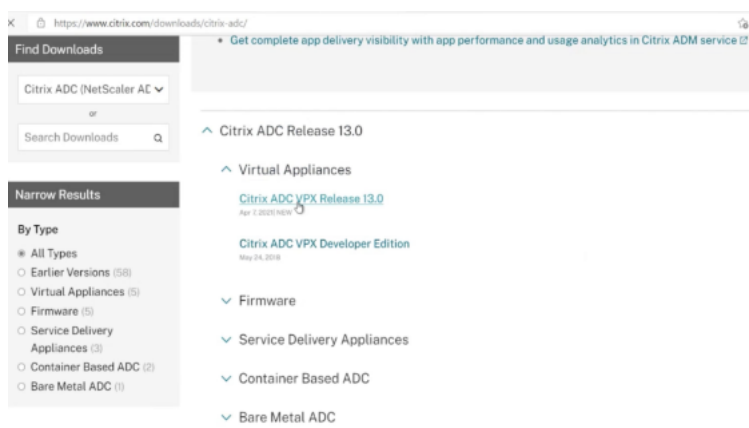 https://www.citrix.com/downloads/citrix-adc/
Find Downloads
Citrix ADC (NetScaler AD
or
Search Downloads
Narrow Results
By Type
All Types
Earlier Versions (58)
Virtual Appliances (5)
Firmware (5)
Service Delivery
Appliances (3)
Container Based ADC (2)
Bare Metal ADC (1)
Get complete app delivery visibility with app performance and usage analytics in Citrix ADM service
Citrix ADC Release 13.0
Virtual Appliances
Citrix ADC VPX Release 13.0
Apr 7, 2021 NEW
Citrix ADC VPX Developer Edition
May 24, 2018
Firmware
Service Delivery Appliances
Container Based ADC
Bare Metal ADC